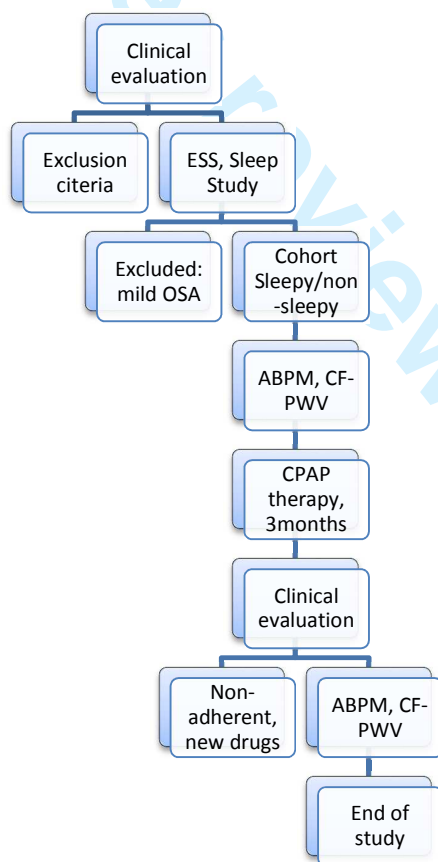 Clinical
evaluation
Exclusion
citeria
ESS, Sleep
Study
Excluded:
mild OSA
Cohort
Sleepy/non
-sleepy
ABPM, CF-
PWV
CPAP
therapy,
3months
Clinical
evaluation
Non-
adherent,
new drugs
ABPM, CF-
PWV
End of
study
review